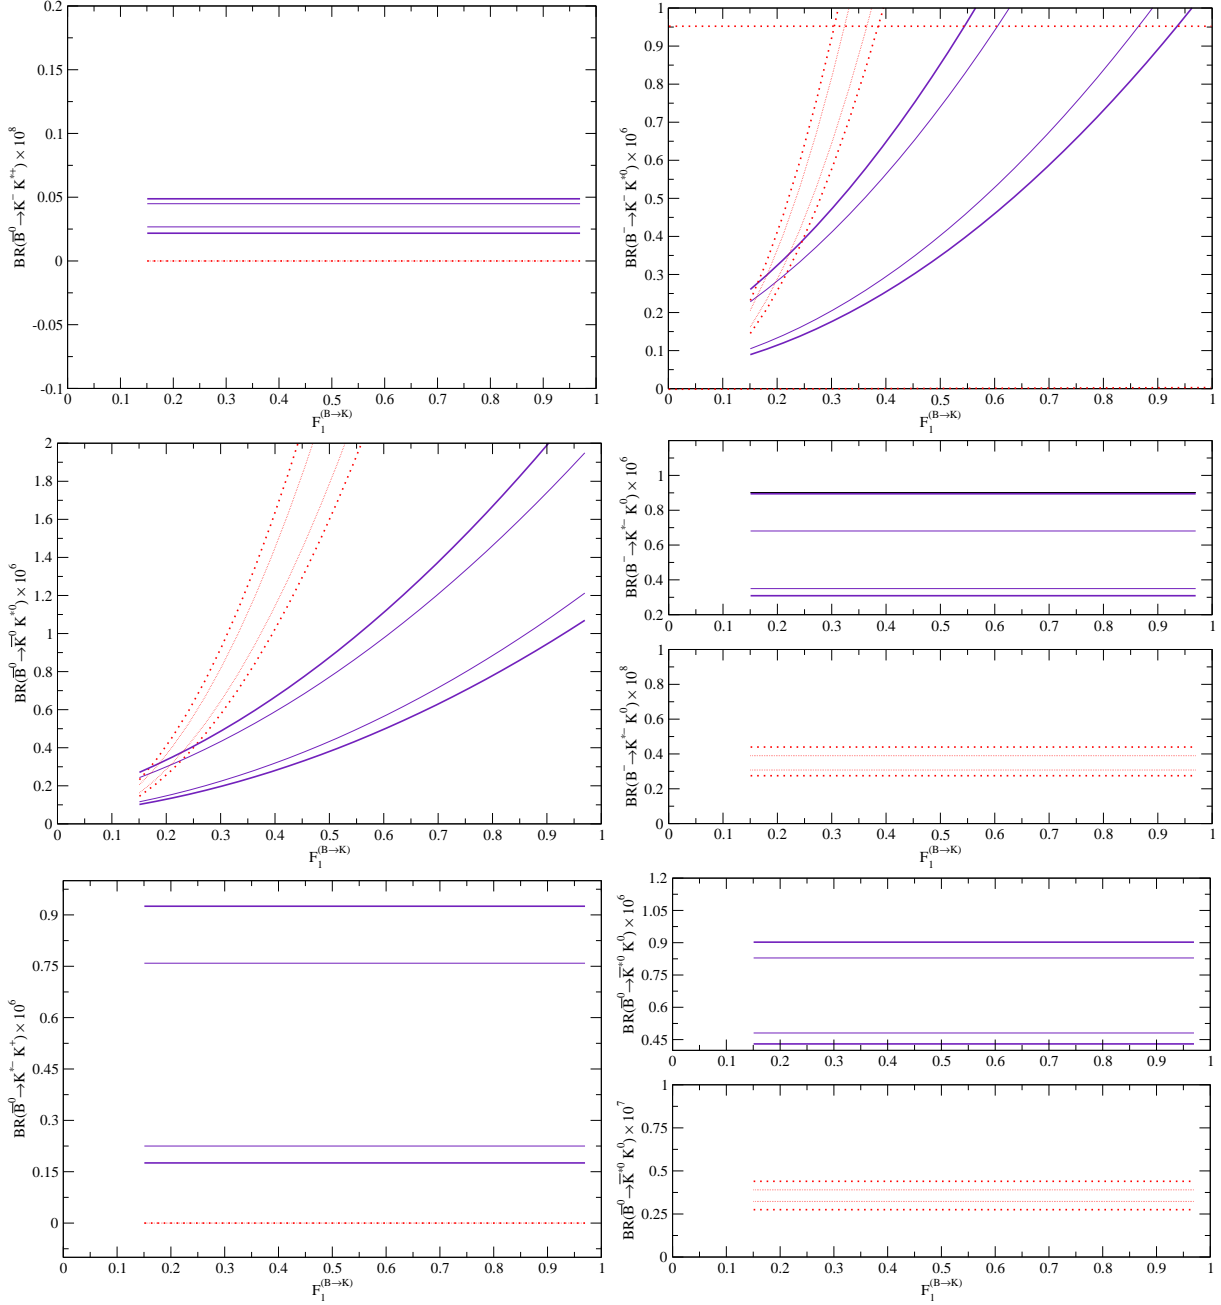 BR(B̅⁰→K⁻ K*⁺) × 10⁸
0.2
0.15
0.1
0.05
0
-0.05
-0.1
0 0.1 0.2 0.3 0.4 0.5 0.6 0.7 0.8 0.9 1
F₁^(B→K)
BR(B⁻→K⁻ K*⁰) × 10⁶
1
0.9
0.8
0.7
0.6
0.5
0.4
0.3
0.2
0.1
0
0 0.1 0.2 0.3 0.4 0.5 0.6 0.7 0.8 0.9 1
F₁^(B→K)
BR(B̅⁰→K̅⁰ K*⁰) × 10⁶
2
1.8
1.6
1.4
1.2
1
0.8
0.6
0.4
0.2
0
0 0.1 0.2 0.3 0.4 0.5 0.6 0.7 0.8 0.9 1
F₁^(B→K)
BR(B⁻→K*⁻ K⁰) × 10⁶
1
0.8
0.6
0.4
0.2
0 0.1 0.2 0.3 0.4 0.5 0.6 0.7 0.8 0.9 1
BR(B⁻→K*⁻ K⁰) × 10⁸
1
0.8
0.6
0.4
0.2
0
0 0.1 0.2 0.3 0.4 0.5 0.6 0.7 0.8 0.9 1
F₁^(B→K)
BR(B̅⁰→K*⁻ K⁺) × 10⁶
0.9
0.75
0.6
0.45
0.3
0.15
0
0 0.1 0.2 0.3 0.4 0.5 0.6 0.7 0.8 0.9 1
F₁^(B→K)
BR(B̅⁰→K̅*⁰ K⁰) × 10⁶
1.2
1.05
0.9
0.75
0.6
0.45
0 0.1 0.2 0.3 0.4 0.5 0.6 0.7 0.8 0.9 1
BR(B̅⁰→K̅*⁰ K⁰) × 10⁷
1
0.75
0.5
0.25
0
0 0.1 0.2 0.3 0.4 0.5 0.6 0.7 0.8 0.9 1
F₁^(B→K)